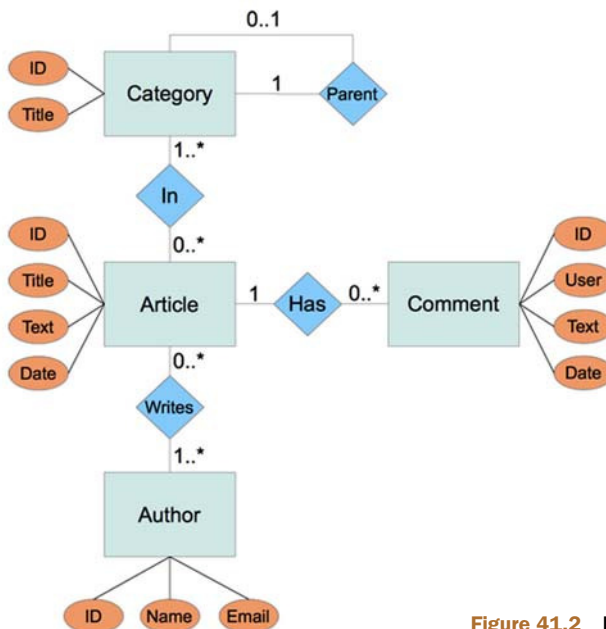 0..1
ID
Category
1
Parent
Title
1..*
In
0..*
ID
Title
Text
Date
Article
1
Has
0..*
Comment
ID
User
Text
Date
0..*
Writes
1..*
Author
ID
Name
Email
Figure 41.2